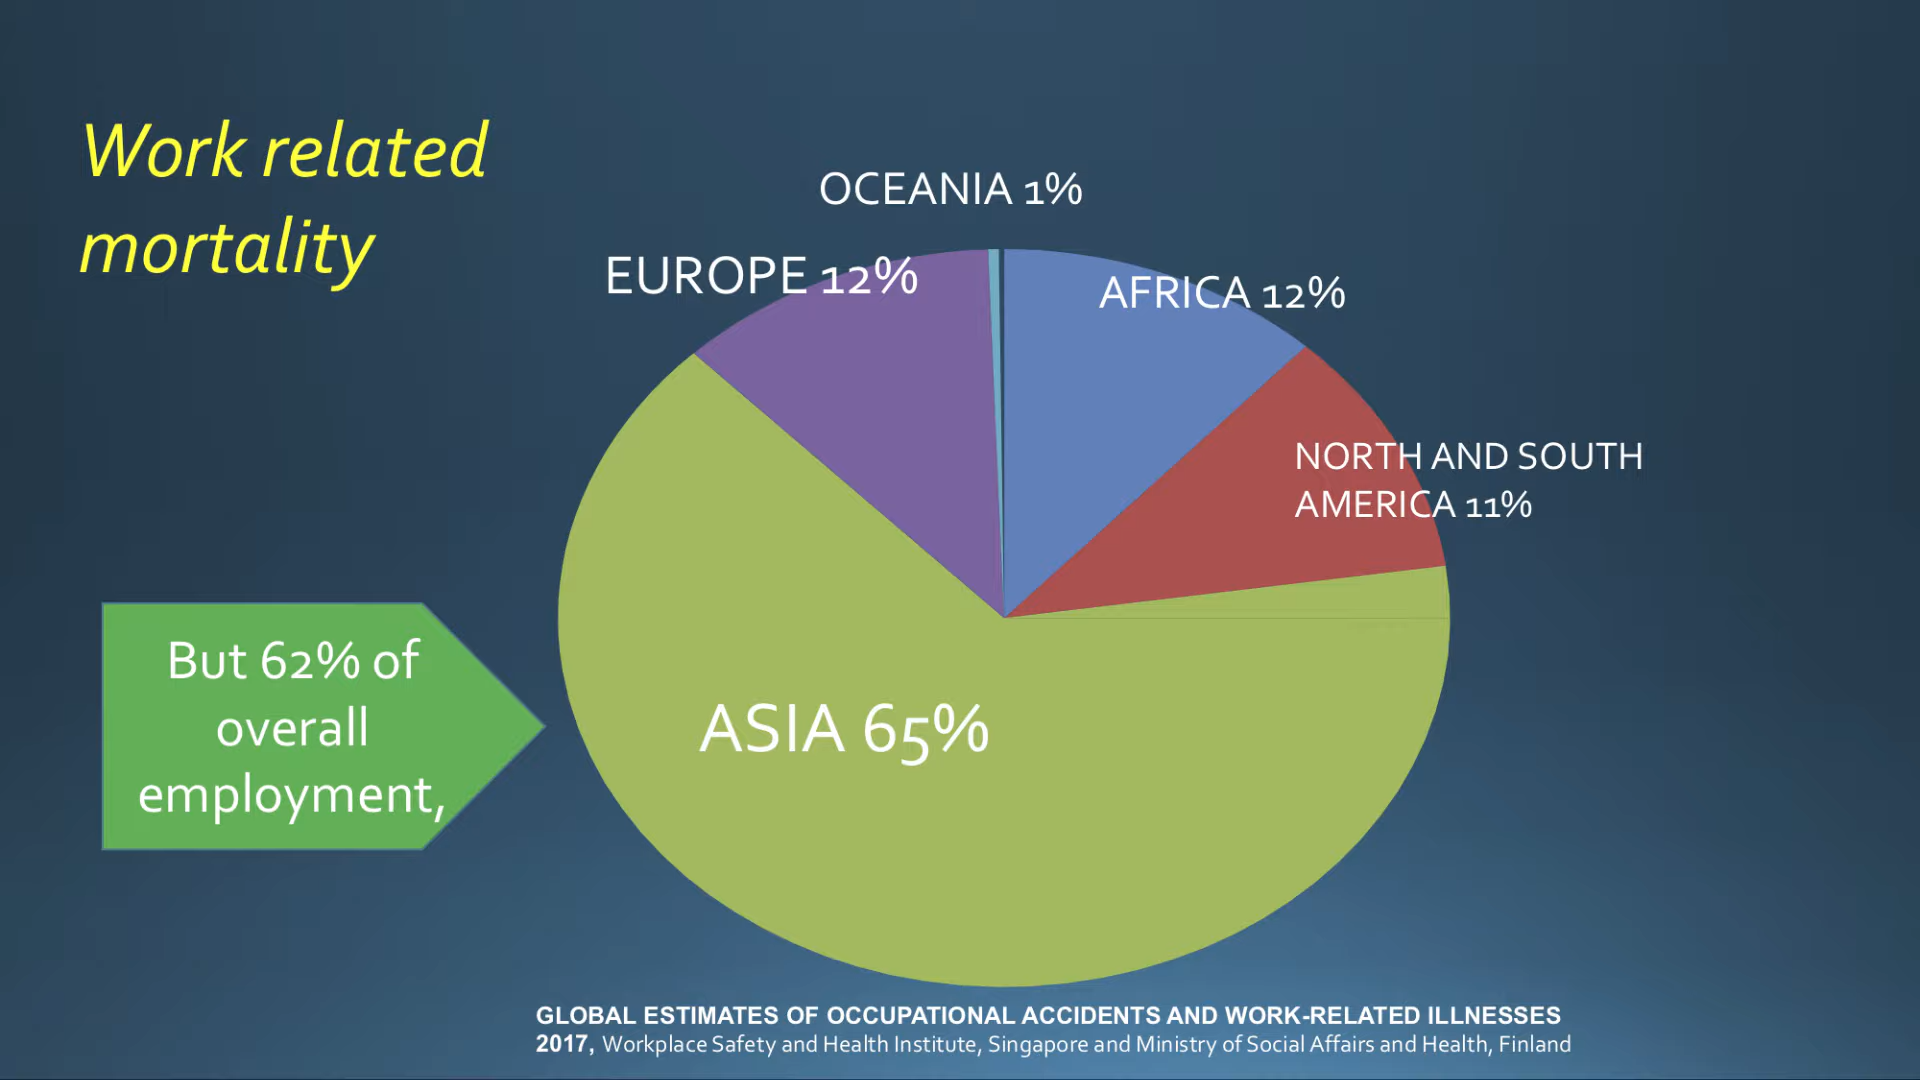 Work related
mortality
OCEANIA 1%
EUROPE 12%
AFRICA 12%
NORTH AND SOUTH
AMERICA 11%
But 62% of
overall
employment,
ASIA 65%
GLOBAL ESTIMATES OF OCCUPATIONAL ACCIDENTS AND WORK-RELATED ILLNESSES
2017, Workplace Safety and Health Institute, Singapore and Ministry of Social Affairs and Health, Finland